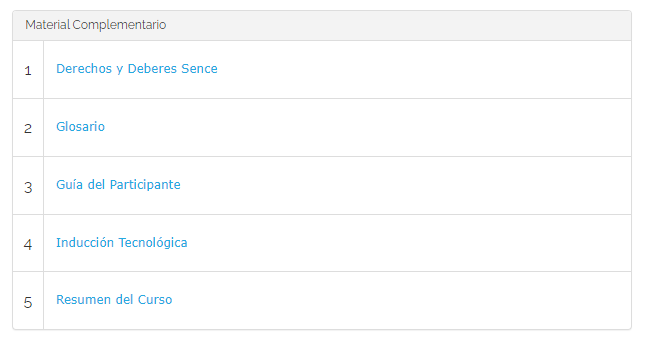 Material Complementario
1 Derechos y Deberes Sence
2 Glosario
3 Guía del Participante
4 Inducción Tecnológica
5 Resumen del Curso